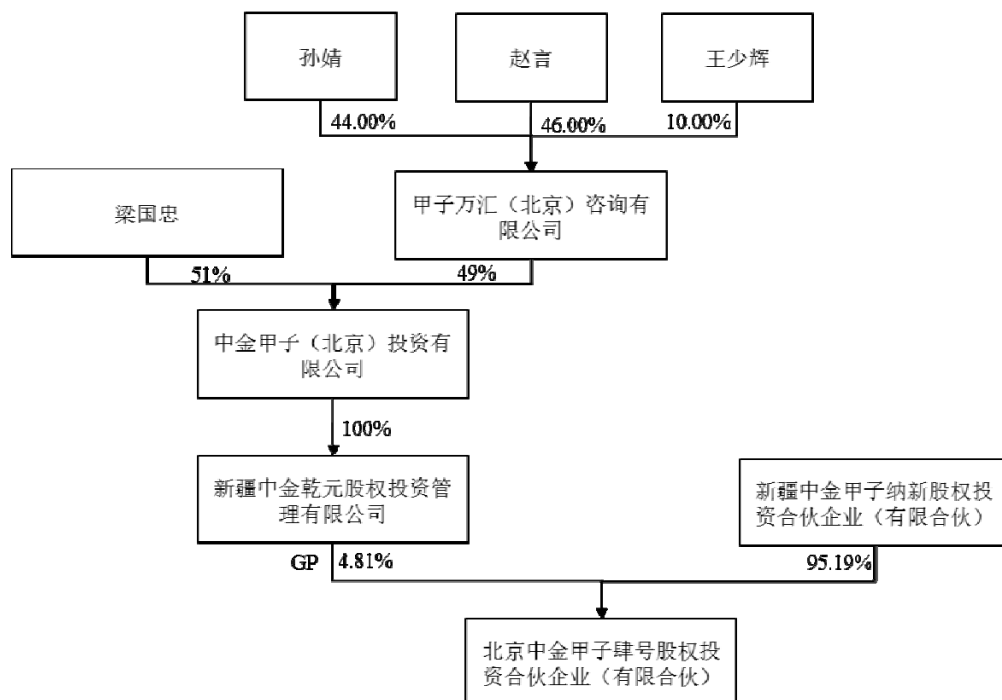 孙婧
赵言
王少辉
44.00%
46.00%
10.00%
梁国忠
甲子万汇（北京）咨询有
限公司
51%
49%
中金甲子（北京）投资有
限公司
100%
新疆中金乾元股权投资管
理有限公司
新疆中金甲子纳新股权投
资合伙企业（有限合伙）
GP
4.81%
95.19%
北京中金甲子肆号股权投
资合伙企业（有限合伙）